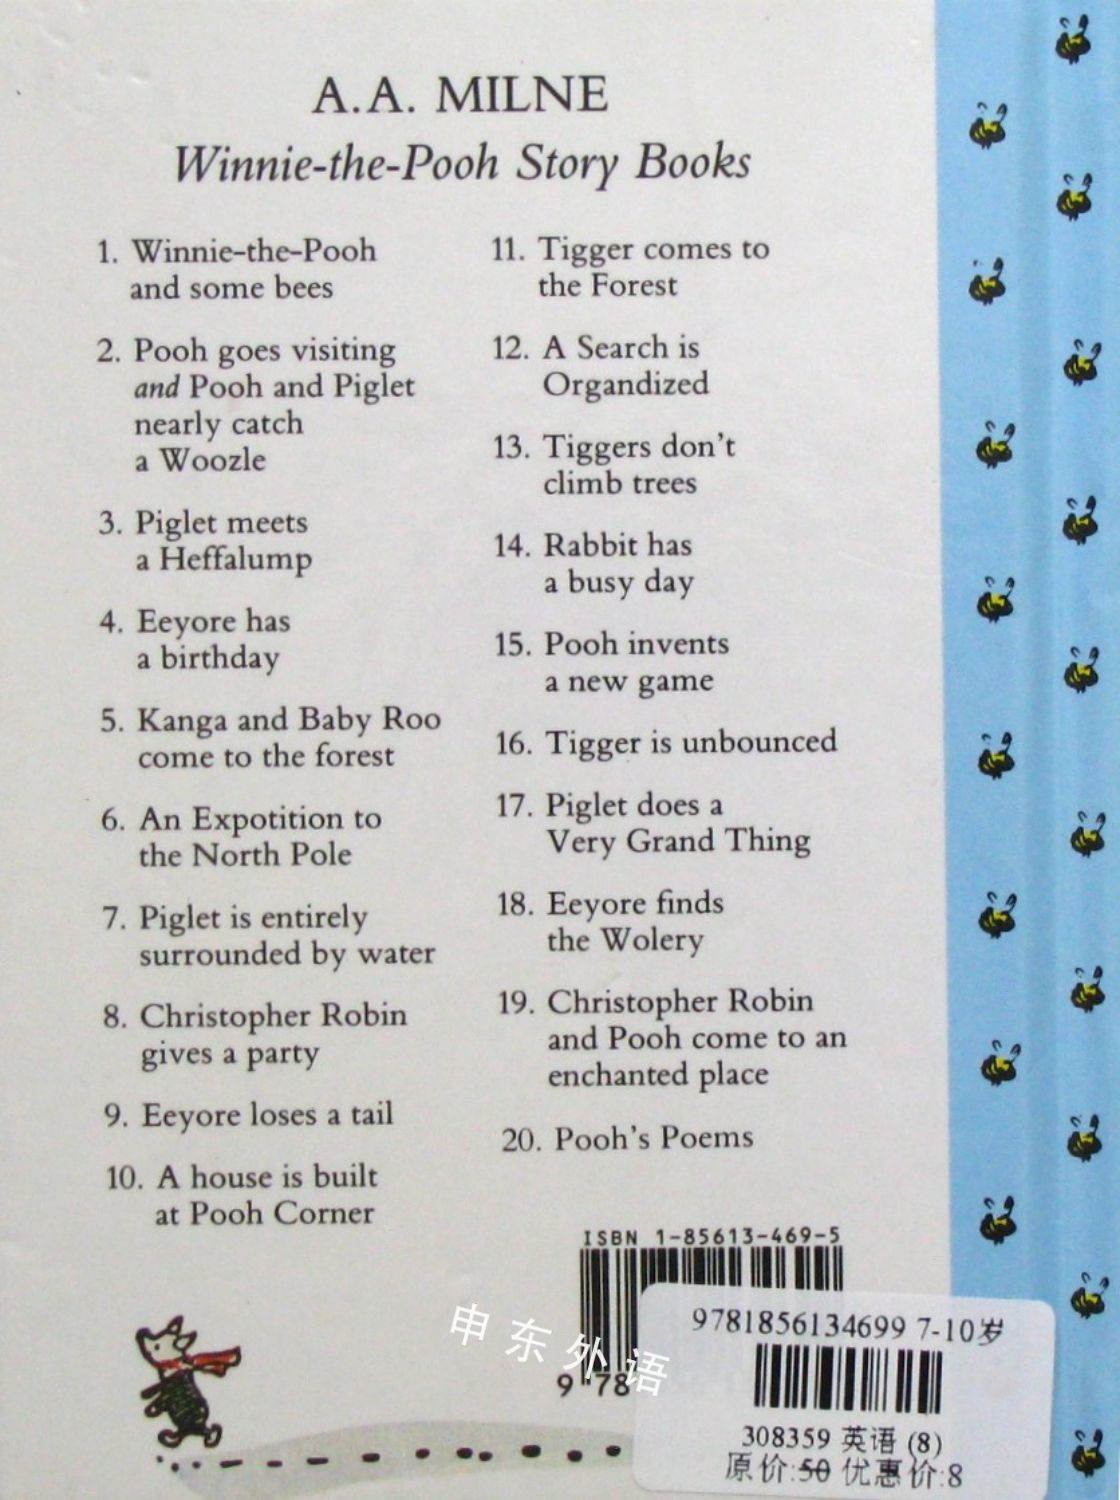 A.A. MILNE
Winnie-the-Pooh Story Books
1. Winnie-the-Pooh
and some bees
2. Pooh goes visiting
and Pooh and Piglet
nearly catch
a Woozle
3. Piglet meets
a Heffalump
4. Eeyore has
a birthday
5. Kanga and Baby Roo
come to the forest
6. An Expotition to
the North Pole
7. Piglet is entirely
surrounded by water
8. Christopher Robin
gives a party
9. Eeyore loses a tail
10. A house is built
at Pooh Corner
11. Tigger comes to
the Forest
12. A Search is
Organdized
13. Tiggers don't
climb trees
14. Rabbit has
a busy day
15. Pooh invents
a new game
16. Tigger is unbounced
17. Piglet does a
Very Grand Thing
18. Eeyore finds
the Wolery
19. Christopher Robin
and Pooh come to an
enchanted place
20. Pooh's Poems
ISBN 1-85613-469-5
9 78
申东外语
9781856134699 7-10岁
308359 英语 (8)
原价:50 优惠价:8